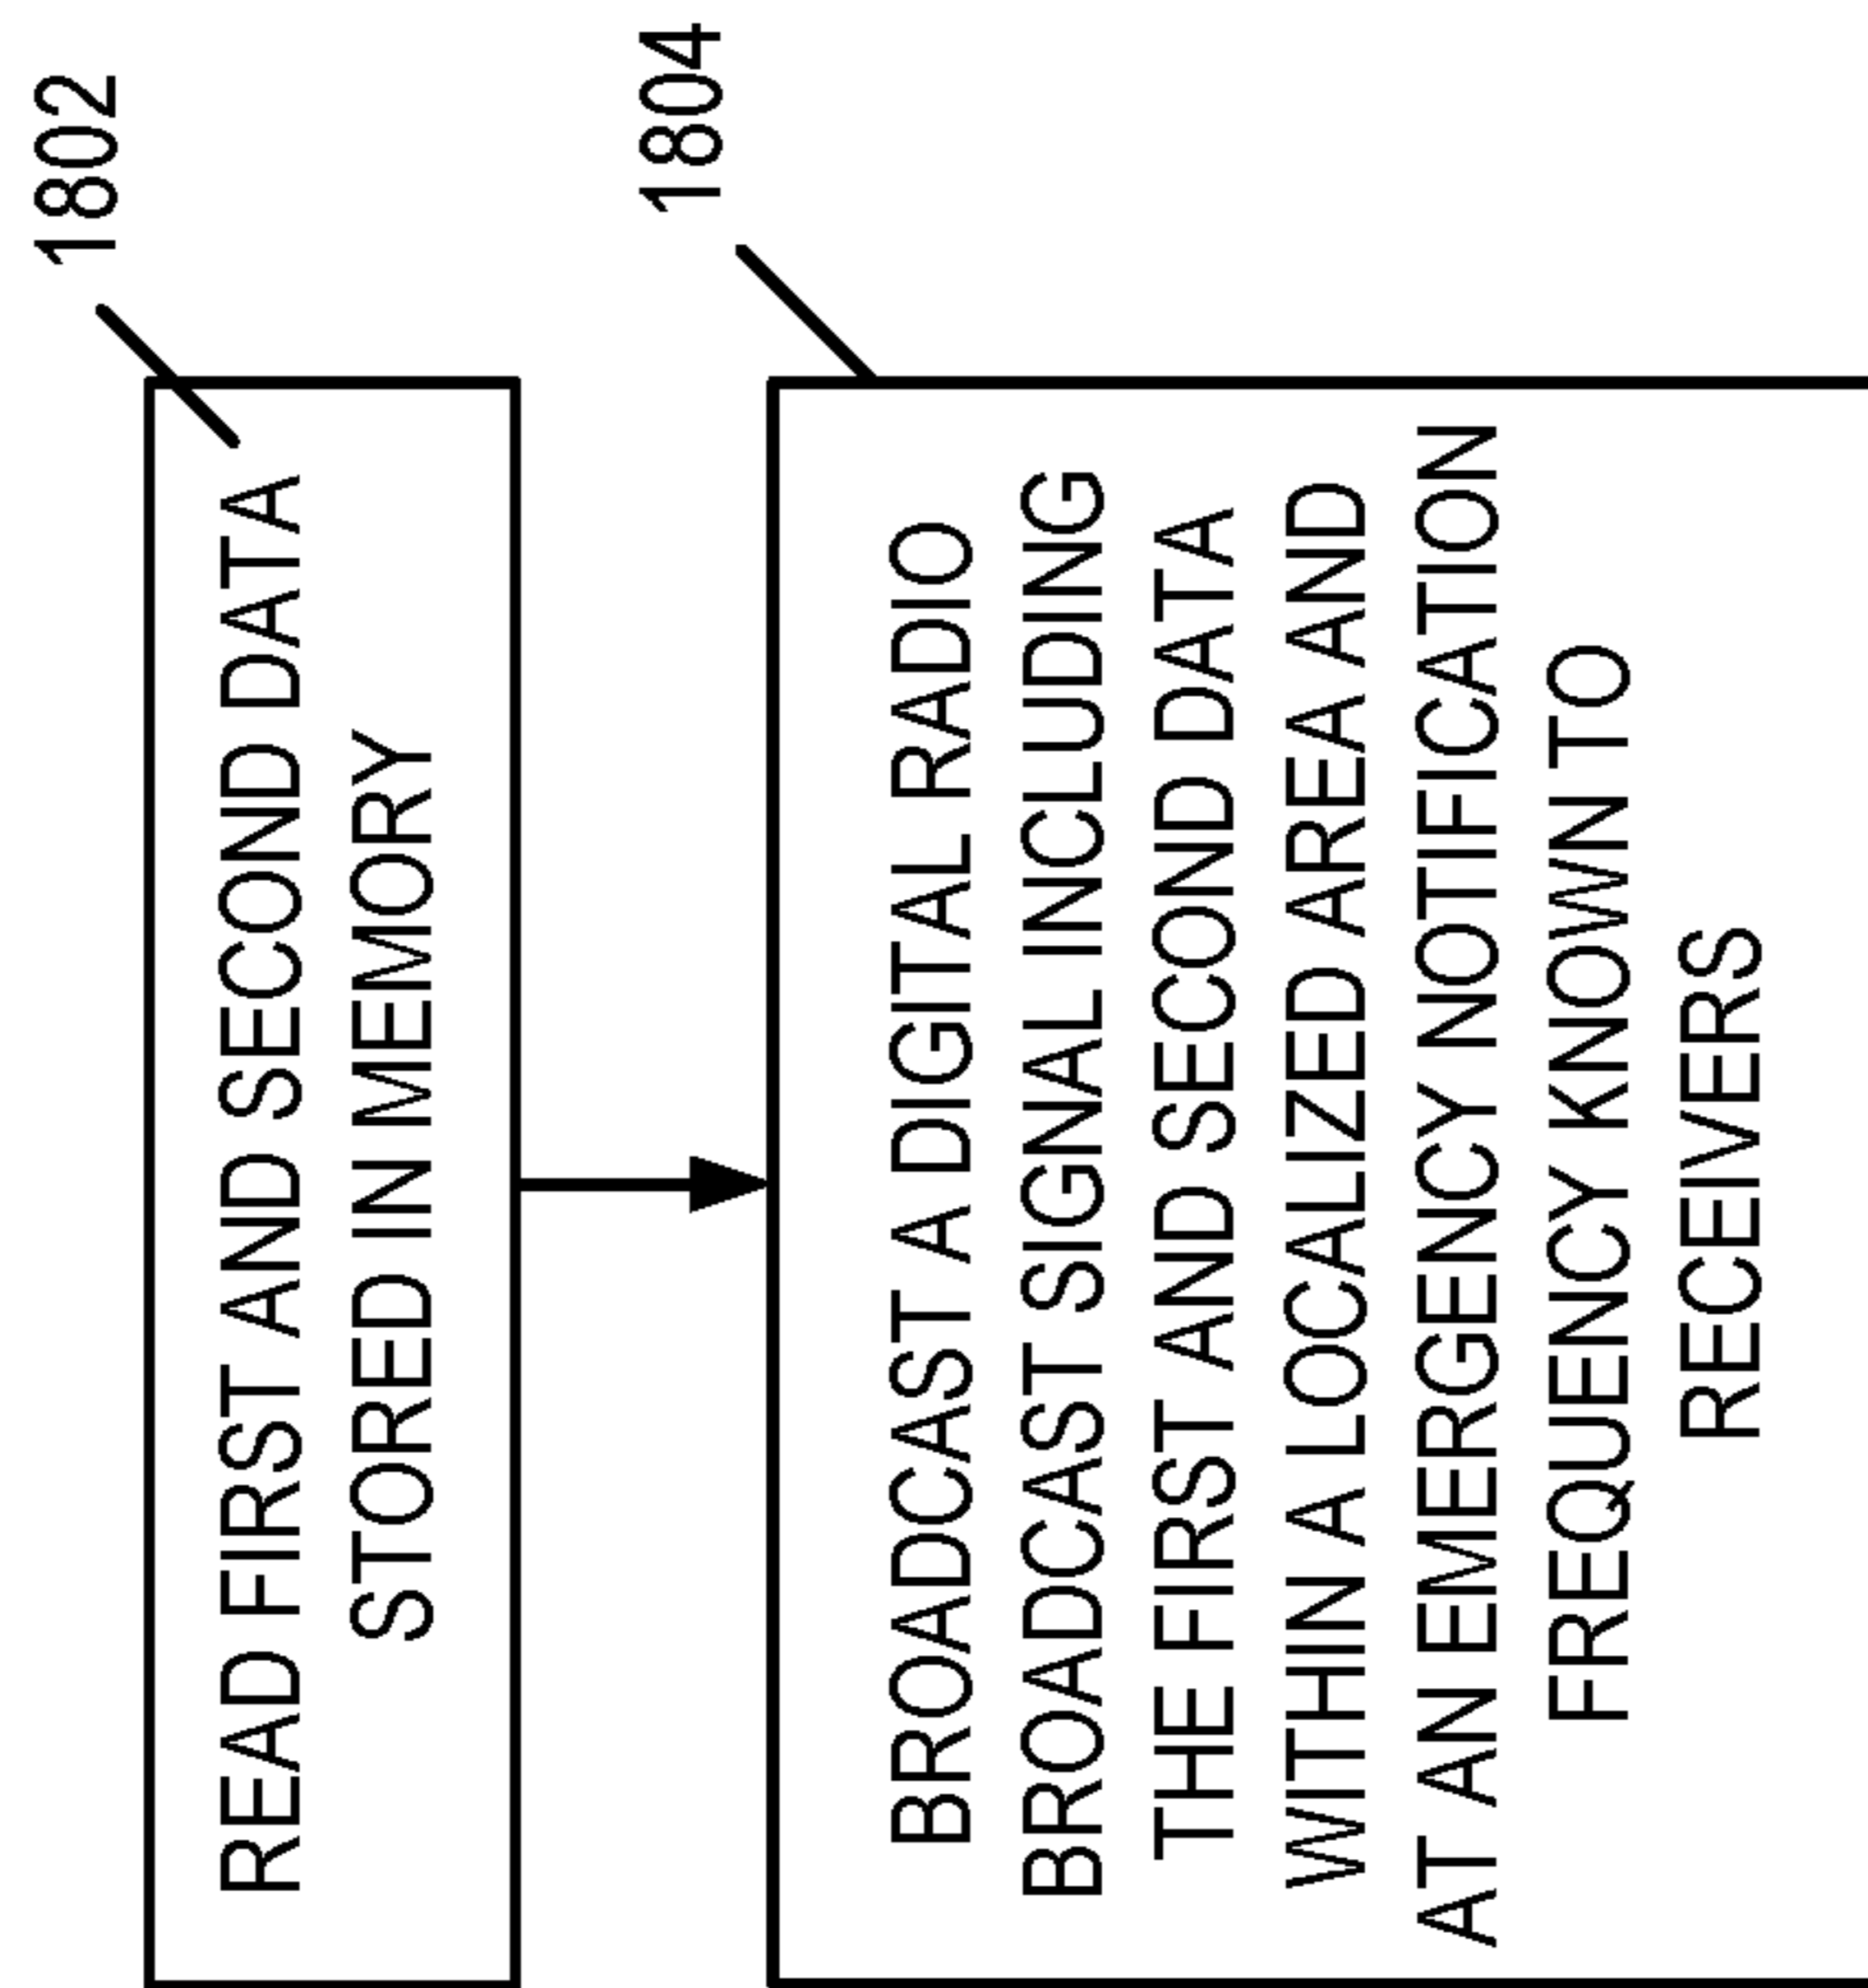 1802
READ FIRST AND SECOND DATA
STORED IN MEMORY
1804
BROADCAST A DIGITAL RADIO
BROADCAST SIGNAL INCLUDING
THE FIRST AND SECOND DATA
WITHIN A LOCALIZED AREA AND
AT AN EMERGENCY NOTIFICATION
FREQUENCY KNOWN TO
RECEIVERS